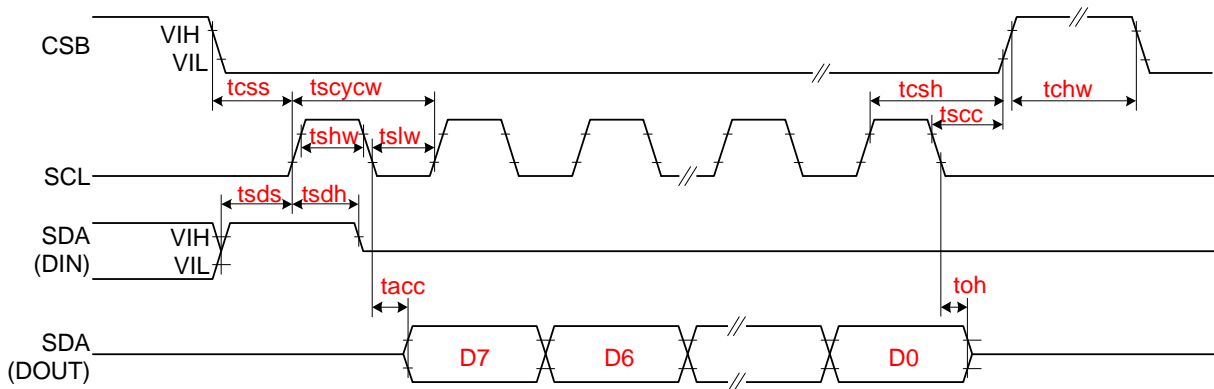 CSB
VIH
VIL
tcss
tscycw
tcsh
tchw
tscc
tshw
tslw
SCL
tsds
tsdh
SDA
(DIN)
VIH
VIL
tacc
toh
SDA
(DOUT)
D7
D6
D0